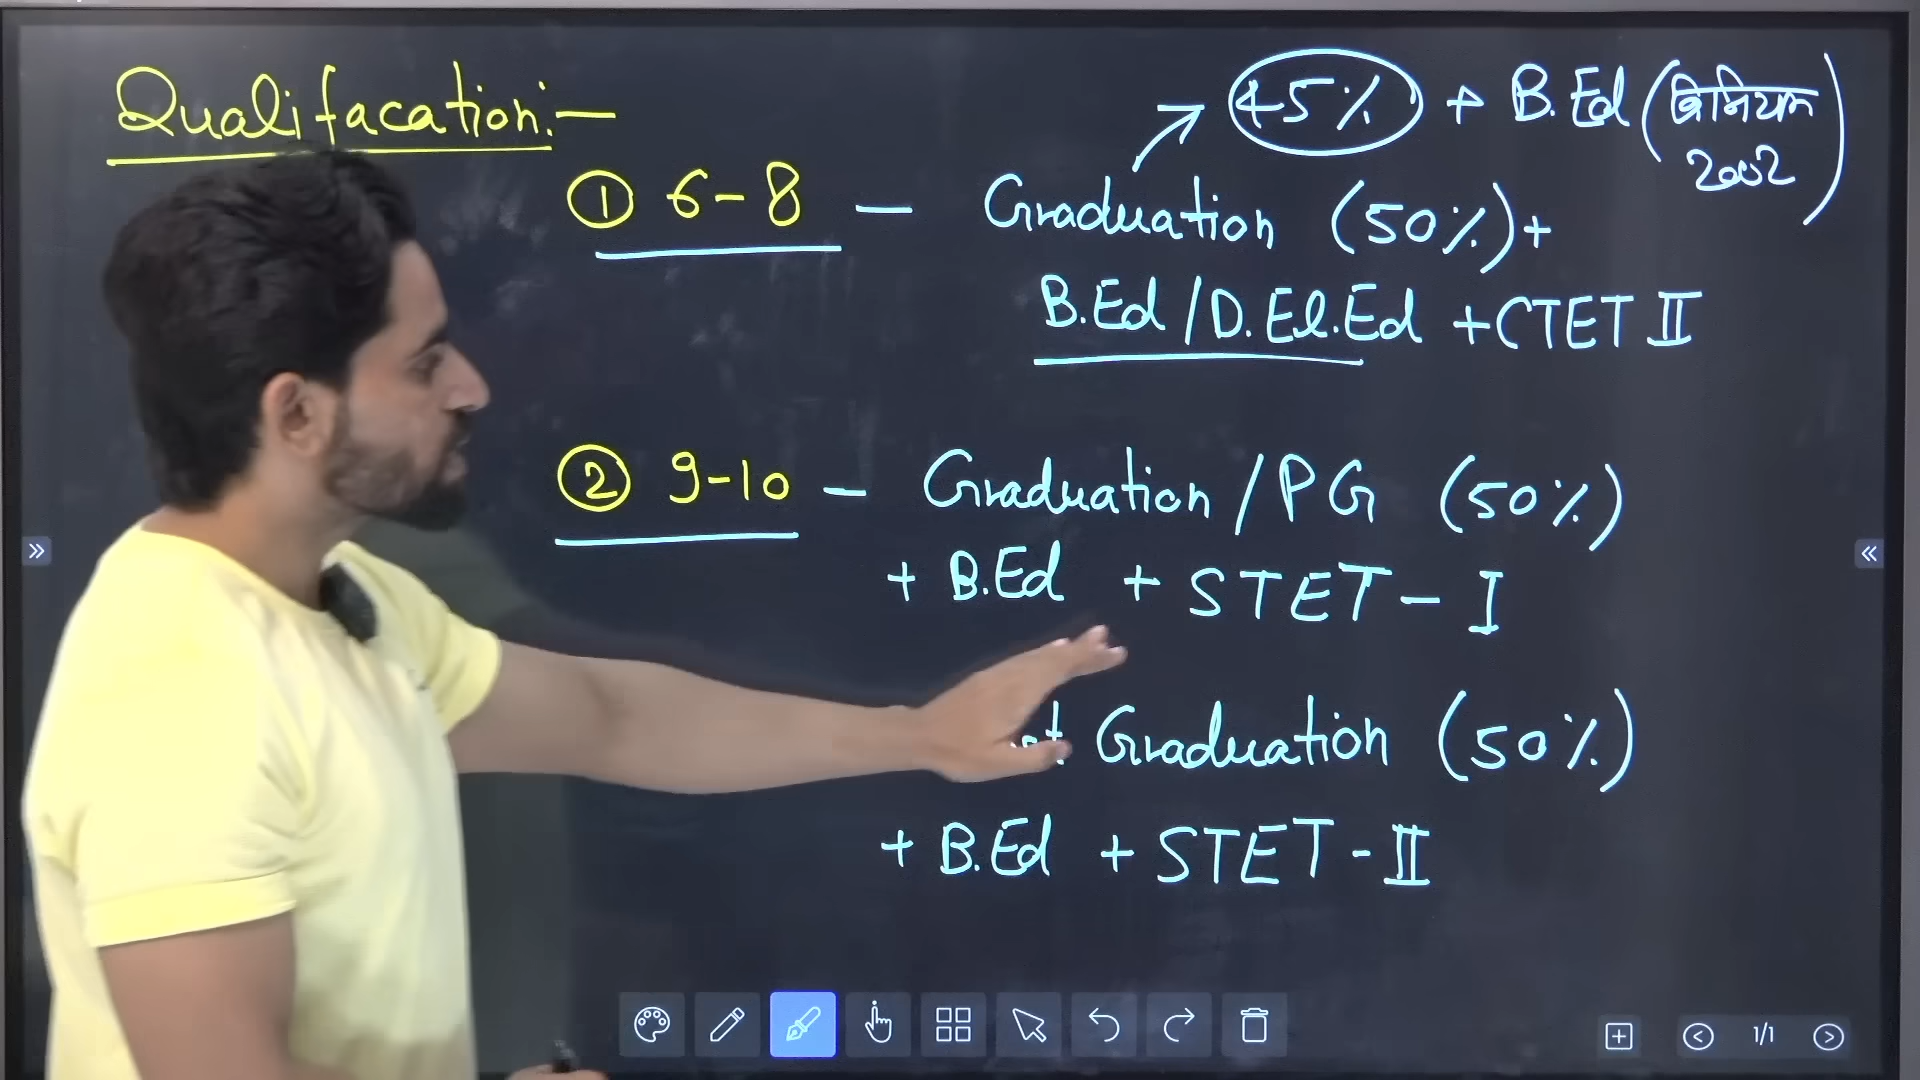 Qualifacation:—
45% + B.Ed (विनियम 2002)
① 6-8 — Graduation (50%)+
B.Ed/D.El.Ed +CTET II
② 9-10 — Graduation/PG (50%)
+ B.Ed + STET-I
Graduation (50%)
+ B.Ed + STET-II
1/1